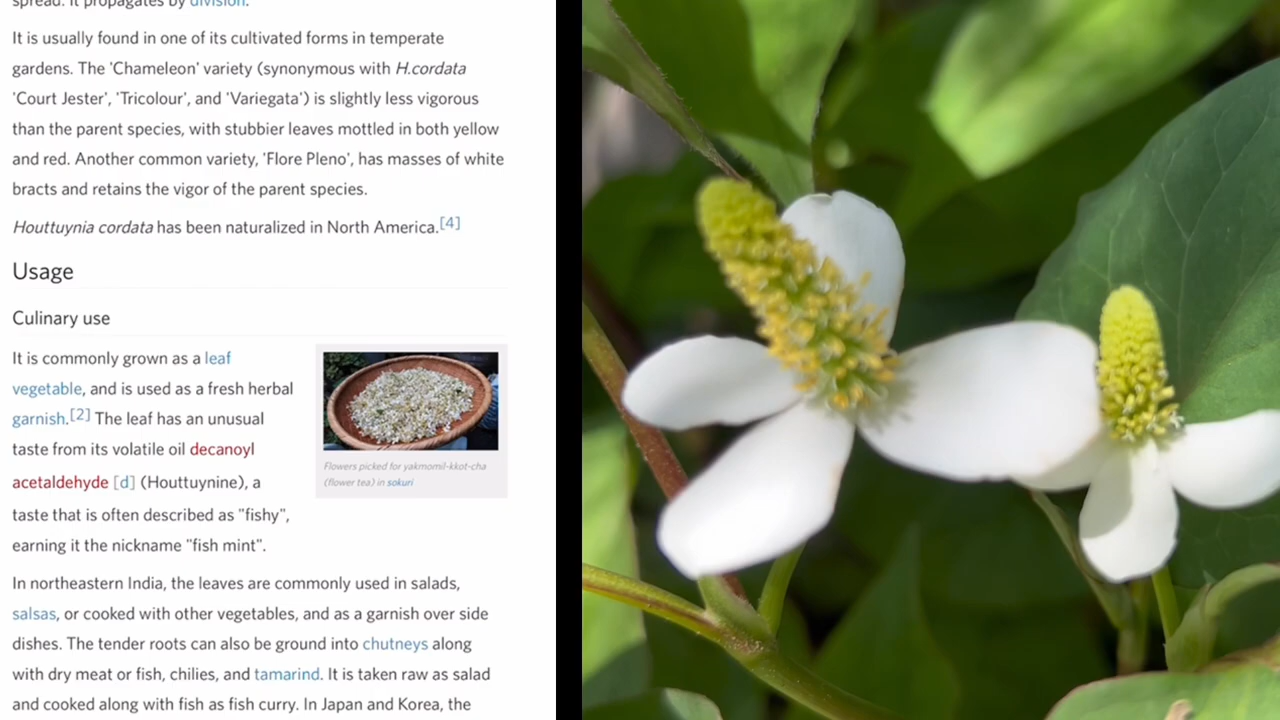 spread. It propagates by division.
It is usually found in one of its cultivated forms in temperate
gardens. The 'Chameleon' variety (synonymous with H.cordata
'Court Jester', 'Tricolour', and 'Variegata') is slightly less vigorous
than the parent species, with stubbier leaves mottled in both yellow
and red. Another common variety, 'Flore Pleno', has masses of white
bracts and retains the vigor of the parent species.
Houttuynia cordata has been naturalized in North America.[4]
Usage
Culinary use
It is commonly grown as a leaf
vegetable, and is used as a fresh herbal
garnish.[2] The leaf has an unusual
taste from its volatile oil decanoyl
acetaldehyde [d] (Houttuynine), a
taste that is often described as "fishy",
earning it the nickname "fish mint".
Flowers picked for yakmomil-kkot-cha
(flower tea) in sokuri
In northeastern India, the leaves are commonly used in salads,
salsas, or cooked with other vegetables, and as a garnish over side
dishes. The tender roots can also be ground into chutneys along
with dry meat or fish, chilies, and tamarind. It is taken raw as salad
and cooked along with fish as fish curry. In Japan and Korea, the